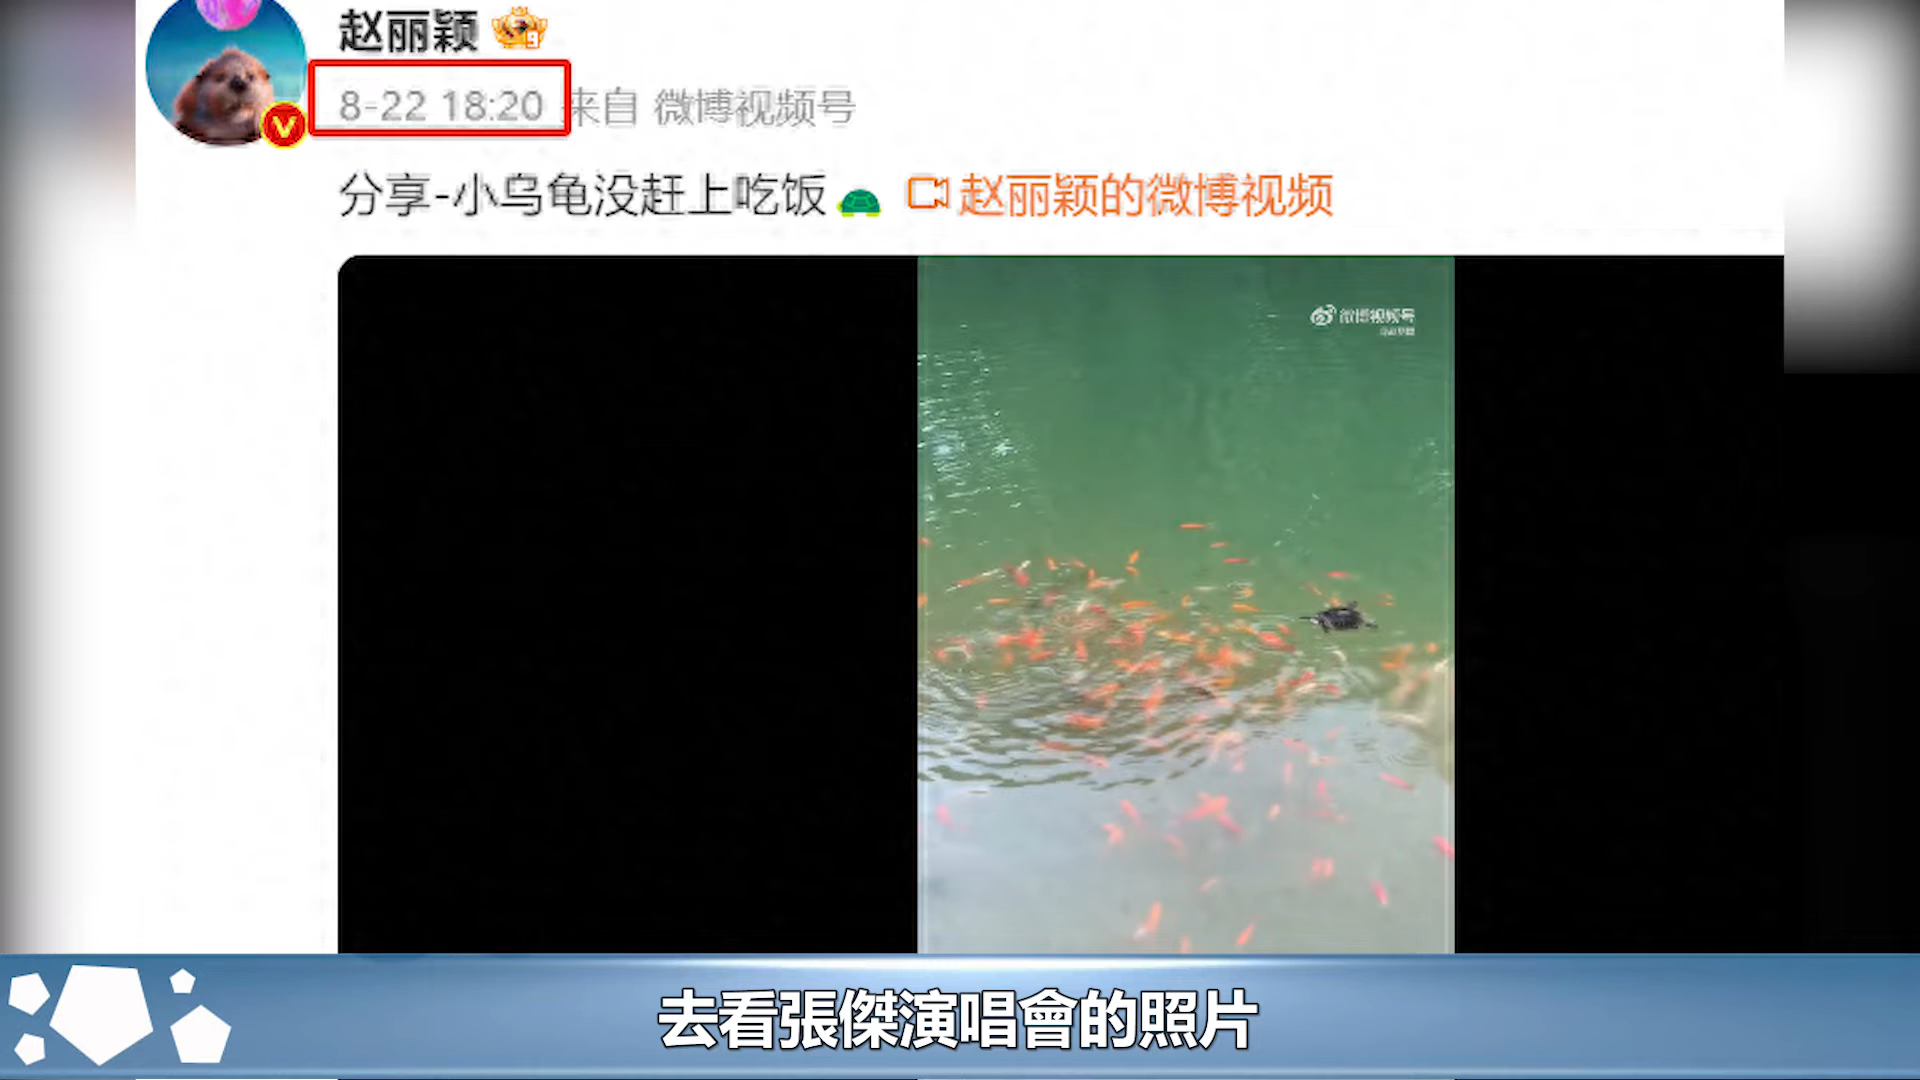 赵丽颖
8-22 18:20 来自 微博视频号
分享-小乌龟没赶上吃饭 赵丽颖的微博视频
微博视频号
去看張傑演唱會的照片